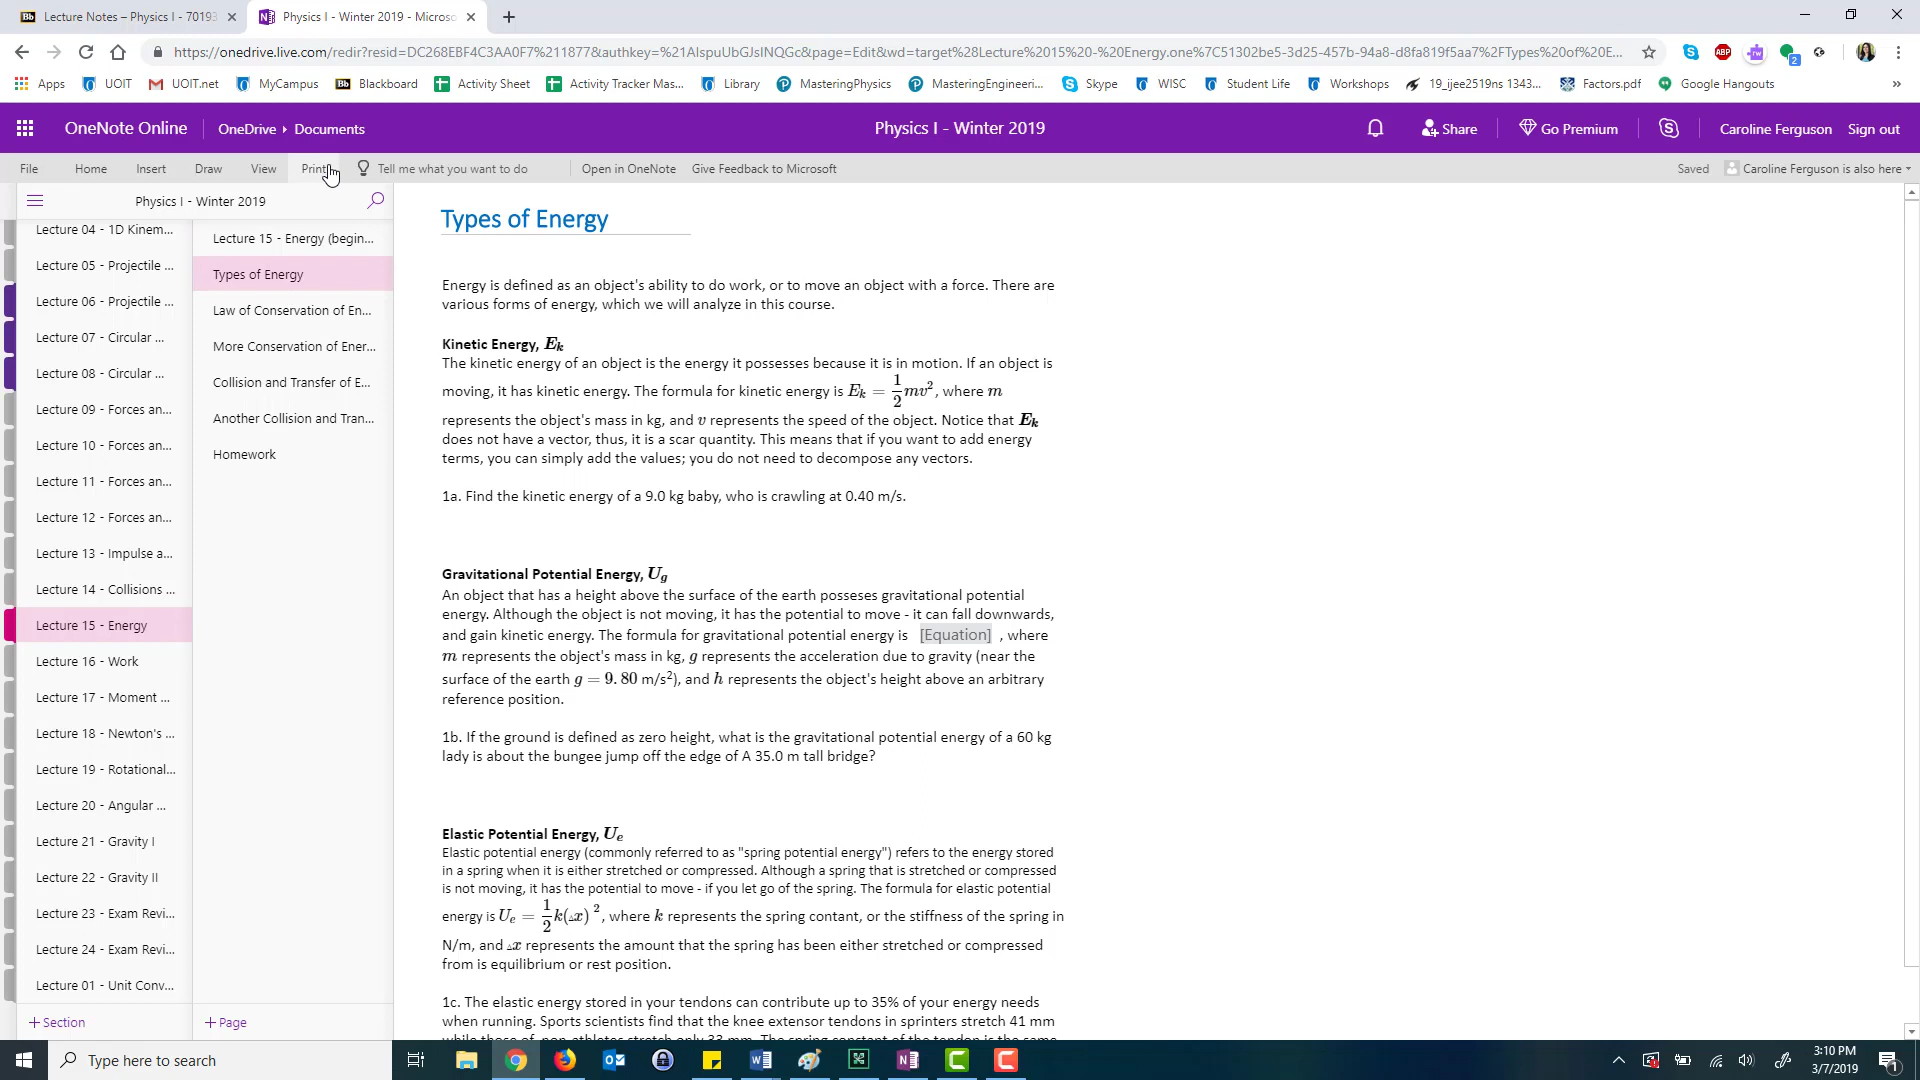 Lecture Notes – Physics I - 70193
Physics I - Winter 2019 - Microso
https://onedrive.live.com/redir?resid=DC268EBF4C3AA0F7%211877&authkey=%21AlspuUbGJsINQGc&page=Edit&wd=target%28Lecture%2015%20-%20Energy.one%7C51302be5-3d25-457b-94a8-d8fa819f5aa7%2FTypes%20of%20E...
Apps UOIT UOIT.net MyCampus Blackboard Activity Sheet Activity Tracker Mas... Library MasteringPhysics MasteringEngineeri... Skype WISC Student Life Workshops 19_ijee2519ns 1343... Factors.pdf Google Hangouts »
OneNote Online OneDrive Documents Physics I - Winter 2019 Share Go Premium Caroline Ferguson Sign out
File Home Insert Draw View Print Tell me what you want to do Open in OneNote Give Feedback to Microsoft Saved Caroline Ferguson is also here
Physics I - Winter 2019
Lecture 04 - 1D Kinem...
Lecture 05 - Projectile ...
Lecture 06 - Projectile ...
Lecture 07 - Circular ...
Lecture 08 - Circular ...
Lecture 09 - Forces an...
Lecture 10 - Forces an...
Lecture 11 - Forces an...
Lecture 12 - Forces an...
Lecture 13 - Impulse a...
Lecture 14 - Collisions ...
Lecture 15 - Energy
Lecture 16 - Work
Lecture 17 - Moment ...
Lecture 18 - Newton's ...
Lecture 19 - Rotational...
Lecture 20 - Angular ...
Lecture 21 - Gravity I
Lecture 22 - Gravity II
Lecture 23 - Exam Revi...
Lecture 24 - Exam Revi...
Lecture 01 - Unit Conv...
+ Section
Lecture 15 - Energy (begin...
Types of Energy
Law of Conservation of En...
More Conservation of Ener...
Collision and Transfer of E...
Another Collision and Tran...
Homework
+ Page
Types of Energy
Energy is defined as an object's ability to do work, or to move an object with a force. There are
various forms of energy, which we will analyze in this course.
Kinetic Energy, E_k
The kinetic energy of an object is the energy it possesses because it is in motion. If an object is
moving, it has kinetic energy. The formula for kinetic energy is E_k = 1/2 mv², where m
represents the object's mass in kg, and v represents the speed of the object. Notice that E_k
does not have a vector, thus, it is a scar quantity. This means that if you want to add energy
terms, you can simply add the values; you do not need to decompose any vectors.
1a. Find the kinetic energy of a 9.0 kg baby, who is crawling at 0.40 m/s.
Gravitational Potential Energy, U_g
An object that has a height above the surface of the earth posseses gravitational potential
energy. Although the object is not moving, it has the potential to move - it can fall downwards,
and gain kinetic energy. The formula for gravitational potential energy is [Equation] , where
m represents the object's mass in kg, g represents the acceleration due to gravity (near the
surface of the earth g = 9.80 m/s²), and h represents the object's height above an arbitrary
reference position.
1b. If the ground is defined as zero height, what is the gravitational potential energy of a 60 kg
lady is about the bungee jump off the edge of A 35.0 m tall bridge?
Elastic Potential Energy, U_e
Elastic potential energy (commonly referred to as "spring potential energy") refers to the energy stored
in a spring when it is either stretched or compressed. Although a spring that is stretched or compressed
is not moving, it has the potential to move - if you let go of the spring. The formula for elastic potential
energy is U_e = 1/2 k(△x)², where k represents the spring contant, or the stiffness of the spring in
N/m, and △x represents the amount that the spring has been either stretched or compressed
from is equilibrium or rest position.
1c. The elastic energy stored in your tendons can contribute up to 35% of your energy needs
when running. Sports scientists find that the knee extensor tendons in sprinters stretch 41 mm
while those of non-athletes stretch only 33 mm. The spring constant of the tendon is the same
Type here to search
3:10 PM
3/7/2019